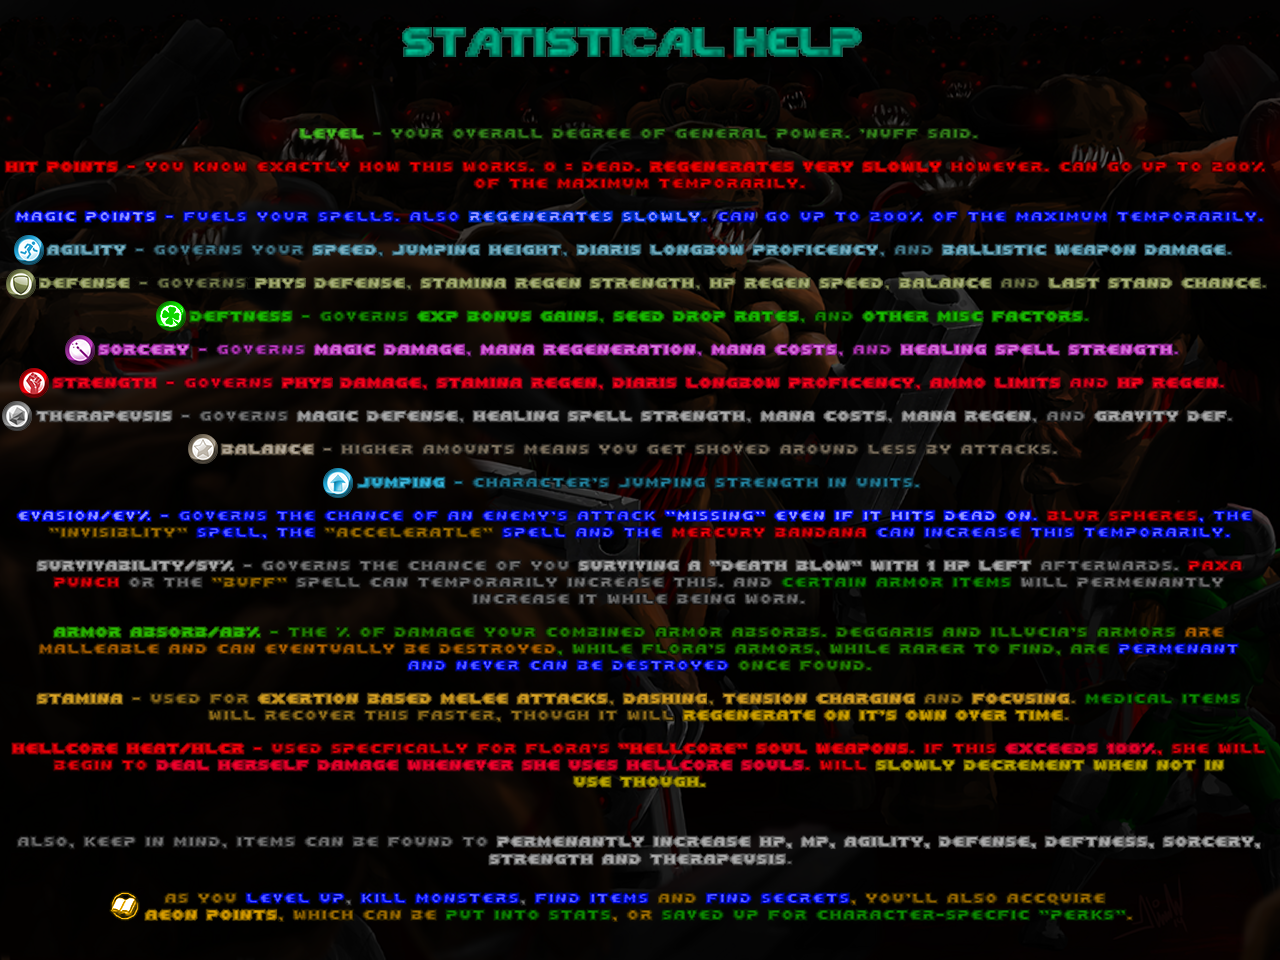 STATISTICAL HELP
LEVEL - YOUR OVERALL DEGREE OF GENERAL POWER. 'NUFF SAID.
HIT POINTS - YOU KNOW EXACTLY HOW THIS WORKS. 0 = DEAD. REGENERATES VERY SLOWLY HOWEVER. CAN GO UP TO 200%
OF THE MAXIMUM TEMPORARILY.
MAGIC POINTS - FUELS YOUR SPELLS. ALSO REGENERATES SLOWLY. CAN GO UP TO 200% OF THE MAXIMUM TEMPORARILY.
AGILITY - GOVERNS YOUR SPEED, JUMPING HEIGHT, DIARIS LONGBOW PROFICENCY, AND BALLISTIC WEAPON DAMAGE.
DEFENSE - GOVERNS PHYS DEFENSE, STAMINA REGEN STRENGTH, HP REGEN SPEED, BALANCE AND LAST STAND CHANCE.
DEFTNESS - GOVERNS EXP BONUS GAINS, SEED DROP RATES, AND OTHER MISC FACTORS.
SORCERY - GOVERNS MAGIC DAMAGE, MANA REGENERATION, MANA COSTS, AND HEALING SPELL STRENGTH.
STRENGTH - GOVERNS PHYS DAMAGE, STAMINA REGEN, DIARIS LONGBOW PROFICENCY, AMMO LIMITS AND HP REGEN.
THERAPEUSIS - GOVERNS MAGIC DEFENSE, HEALING SPELL STRENGTH, MANA COSTS, MANA REGEN, AND GRAVITY DEF.
BALANCE - HIGHER AMOUNTS MEANS YOU GET SHOVED AROUND LESS BY ATTACKS.
JUMPING - CHARACTER'S JUMPING STRENGTH IN UNITS.
EVASION/EV% - GOVERNS THE CHANCE OF AN ENEMY'S ATTACK "MISSING" EVEN IF IT HITS DEAD ON. BLUR SPHERES, THE
"INVISIBLITY" SPELL, THE "ACCELERATLE" SPELL AND THE MERCURY BANDANA CAN INCREASE THIS TEMPORARILY.
SURVIVABILITY/SV% - GOVERNS THE CHANCE OF YOU SURVIVING A "DEATH BLOW" WITH 1 HP LEFT AFTERWARDS. PAXA
PUNCH OR THE "BUFF" SPELL CAN TEMPORARILY INCREASE THIS. AND CERTAIN ARMOR ITEMS WILL PERMENANTLY
INCREASE IT WHILE BEING WORN.
ARMOR ABSORB/AB% - THE % OF DAMAGE YOUR COMBINED ARMOR ABSORBS. DEGGARIS AND ILLUCIA'S ARMORS ARE
MALLEABLE AND CAN EVENTUALLY BE DESTROYED, WHILE FLORA'S ARMORS, WHILE RARER TO FIND, ARE PERMENANT
AND NEVER CAN BE DESTROYED ONCE FOUND.
STAMINA - USED FOR EXERTION BASED MELEE ATTACKS, DASHING, TENSION CHARGING AND FOCUSING. MEDICAL ITEMS
WILL RECOVER THIS FASTER, THOUGH IT WILL REGENERATE ON IT'S OWN OVER TIME.
HELLCORE HEAT/HLCR - USED SPECFICALLY FOR FLORA'S "HELLCORE" SOUL WEAPONS. IF THIS EXCEEDS 100%, SHE WILL
BEGIN TO DEAL HERSELF DAMAGE WHENEVER SHE USES HELLCORE SOULS. WILL SLOWLY DECREMENT WHEN NOT IN
USE THOUGH.
ALSO, KEEP IN MIND, ITEMS CAN BE FOUND TO PERMENANTLY INCREASE HP, MP, AGILITY, DEFENSE, DEFTNESS, SORCERY,
STRENGTH AND THERAPEUSIS.
AS YOU LEVEL UP, KILL MONSTERS, FIND ITEMS AND FIND SECRETS, YOU'LL ALSO ACCQUIRE
AEON POINTS, WHICH CAN BE PUT INTO STATS, OR SAVED UP FOR CHARACTER-SPECFIC "PERKS".